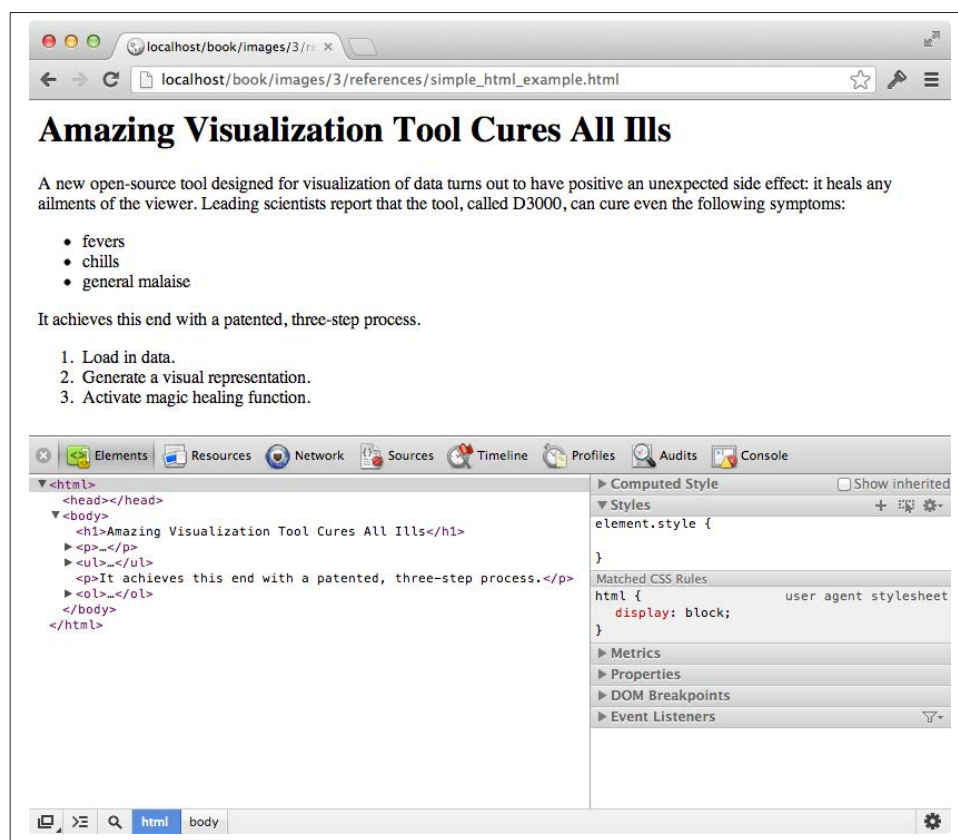 localhost/book/images/3/re
localhost/book/images/3/references/simple_html_example.html
Amazing Visualization Tool Cures All Ills
A new open-source tool designed for visualization of data turns out to have positive an unexpected side effect: it heals any
ailments of the viewer. Leading scientists report that the tool, called D3000, can cure even the following symptoms:
• fevers
• chills
• general malaise
It achieves this end with a patented, three-step process.
1. Load in data.
2. Generate a visual representation.
3. Activate magic healing function.
Elements Resources Network Sources Timeline Profiles Audits Console
▼<html>
<head></head>
▼<body>
<h1>Amazing Visualization Tool Cures All Ills</h1>
▶<p>…</p>
▶<ul>…</ul>
<p>It achieves this end with a patented, three-step process.</p>
▶<ol>…</ol>
</body>
</html>
▶ Computed Style Show inherited
▼ Styles
element.style {
}
Matched CSS Rules
html { user agent stylesheet
display: block;
}
▶ Metrics
▶ Properties
▶ DOM Breakpoints
▶ Event Listeners
html body